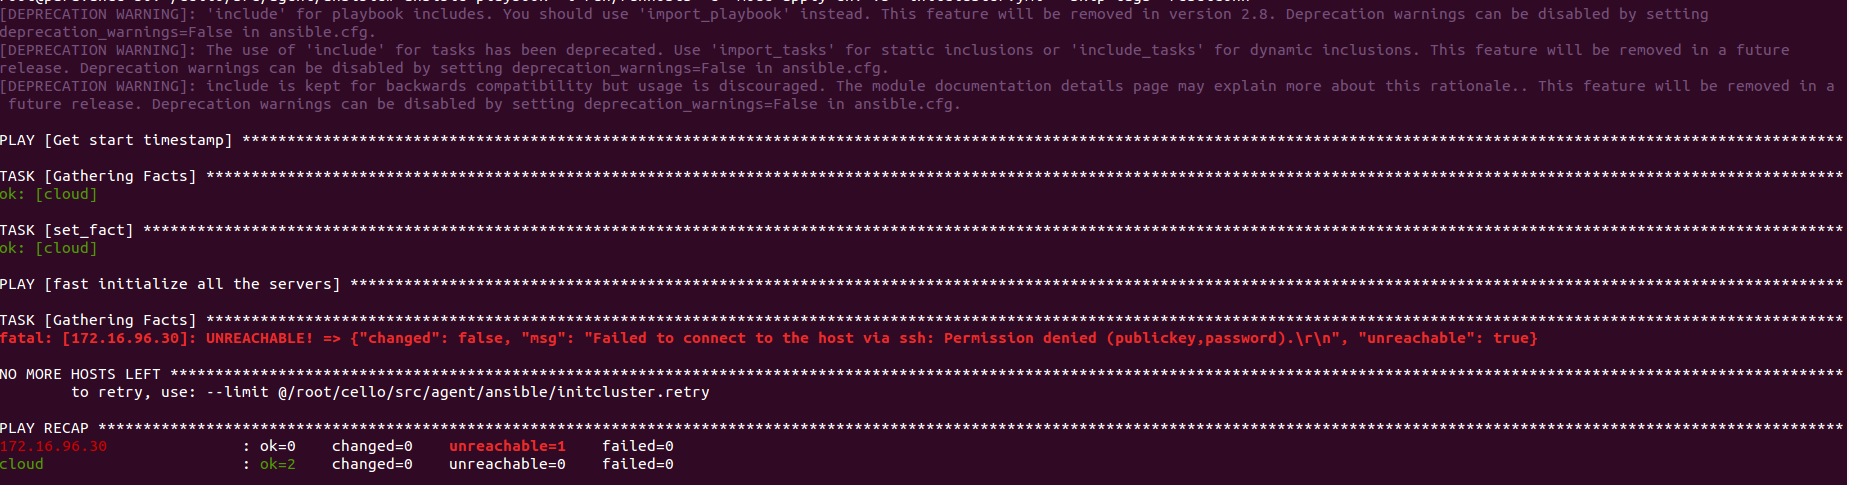 [DEPRECATION WARNING]: 'include' for playbook includes. You should use 'import_playbook' instead. This feature will be removed in version 2.8. Deprecation warnings can be disabled by setting
deprecation_warnings=False in ansible.cfg.
[DEPRECATION WARNING]: The use of 'include' for tasks has been deprecated. Use 'import_tasks' for static inclusions or 'include_tasks' for dynamic inclusions. This feature will be removed in a future
release. Deprecation warnings can be disabled by setting deprecation_warnings=False in ansible.cfg.
[DEPRECATION WARNING]: include is kept for backwards compatibility but usage is discouraged. The module documentation details page may explain more about this rationale.. This feature will be removed in a
future release. Deprecation warnings can be disabled by setting deprecation_warnings=False in ansible.cfg.
PLAY [Get start timestamp] **********************************************************************************************************************************************************************************
TASK [Gathering Facts] **************************************************************************************************************************************************************************************
ok: [cloud]
TASK [set_fact] *********************************************************************************************************************************************************************************************
ok: [cloud]
PLAY [fast initialize all the servers] **********************************************************************************************************************************************************************
TASK [Gathering Facts] **************************************************************************************************************************************************************************************
fatal: [172.16.96.30]: UNREACHABLE! => {"changed": false, "msg": "Failed to connect to the host via ssh: Permission denied (publickey,password).\r\n", "unreachable": true}
NO MORE HOSTS LEFT ******************************************************************************************************************************************************************************************
to retry, use: --limit @/root/cello/src/agent/ansible/initcluster.retry
PLAY RECAP **************************************************************************************************************************************************************************************************
172.16.96.30 : ok=0 changed=0 unreachable=1 failed=0
cloud : ok=2 changed=0 unreachable=0 failed=0